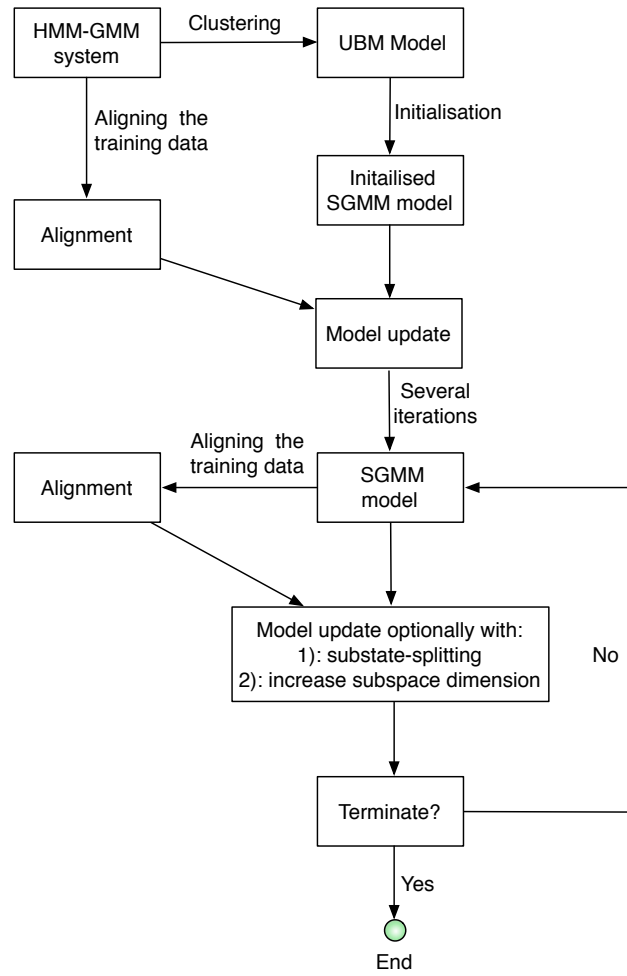 HMM-GMM
system
Clustering
UBM Model
Aligning the
training data
Initialisation
Initailised
SGMM model
Alignment
Model update
Several
iterations
Aligning the
training data
Alignment
SGMM
model
Model update optionally with:
1): substate-splitting
2): increase subspace dimension
No
Terminate?
Yes
End